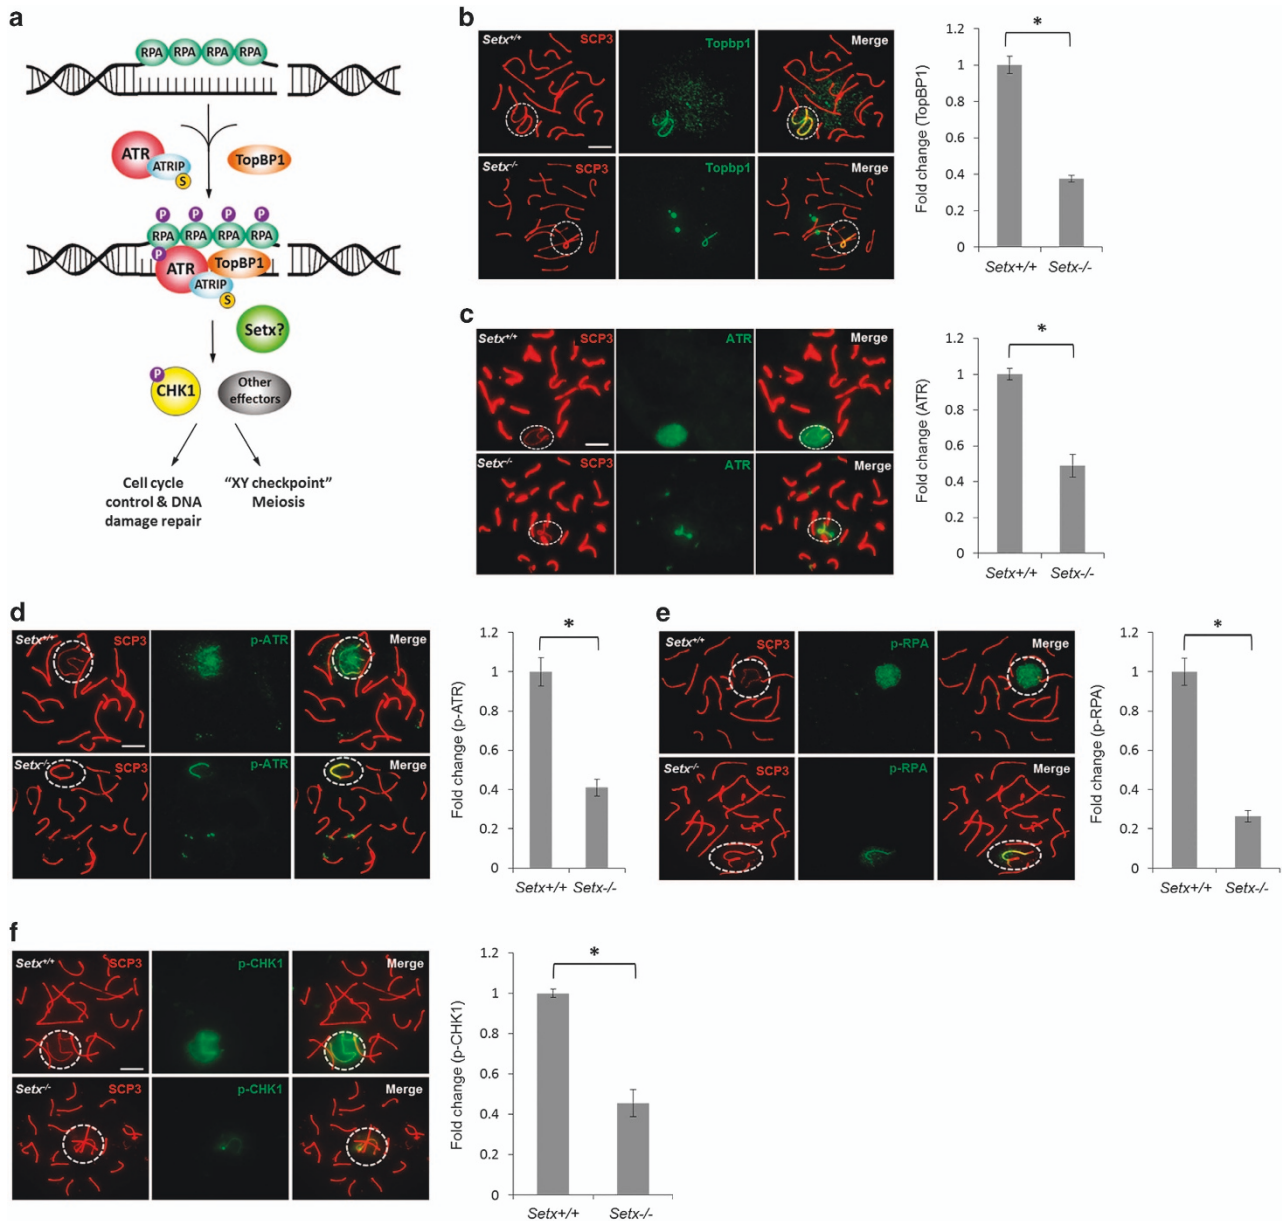 a
RPA RPA RPA RPA
ATR
ATRIP
S
TopBP1
P P P P
RPA RPA RPA RPA
P
ATR
TopBP1
ATRIP
S
Setx?
P
CHK1
Other
effectors
Cell cycle
control & DNA
damage repair
“XY checkpoint”
Meiosis
b
Setx+/+ SCP3 Topbp1 Merge
Setx-/- SCP3 Topbp1 Merge
Fold change (TopBP1)
1.2
1
0.8
0.6
0.4
0.2
0
*
Setx+/+ Setx-/-
c
Setx+/+ SCP3 ATR Merge
Setx-/- SCP3 ATR Merge
Fold change (ATR)
1.2
1
0.8
0.6
0.4
0.2
0
*
Setx+/+ Setx-/-
d
Setx+/+ SCP3 p-ATR Merge
Setx-/- SCP3 p-ATR Merge
Fold change (p-ATR)
1.2
1
0.8
0.6
0.4
0.2
0
*
Setx+/+ Setx-/-
e
Setx+/+ SCP3 p-RPA Merge
Setx-/- SCP3 p-RPA Merge
Fold change (p-RPA)
1.2
1
0.8
0.6
0.4
0.2
0
*
Setx+/+ Setx-/-
f
Setx+/+ SCP3 p-CHK1 Merge
Setx-/- SCP3 p-CHK1 Merge
Fold change (p-CHK1)
1.2
1
0.8
0.6
0.4
0.2
0
*
Setx+/+ Setx-/-